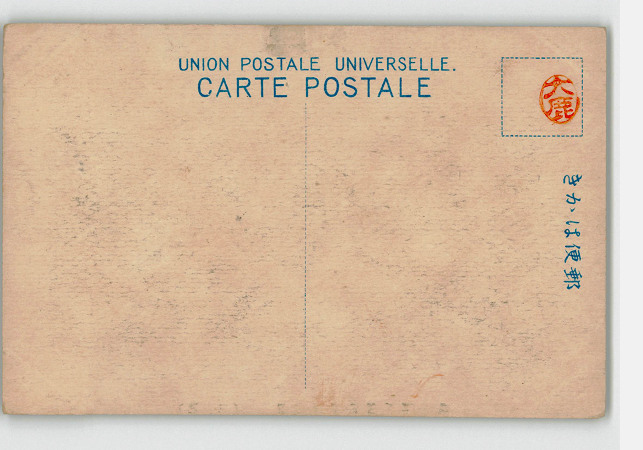 UNION POSTALE UNIVERSELLE.
CARTE POSTALE
大鹿
郵便はかき